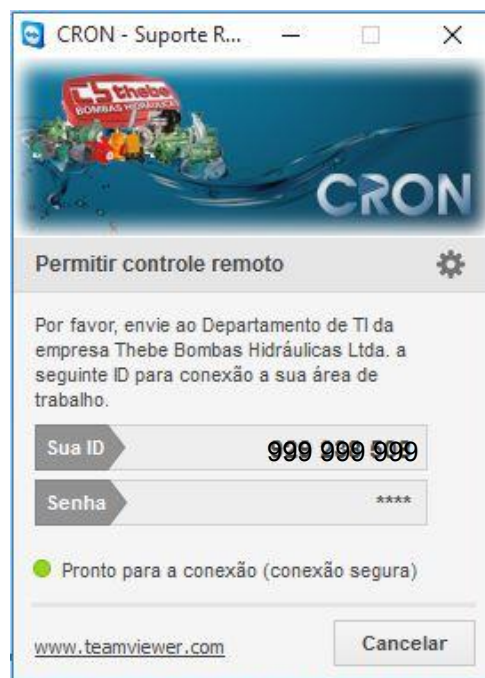 CRON - Suporte R...
thebe
BOMBAS HIDRÁULICAS
CRON
Permitir controle remoto
Por favor, envie ao Departamento de TI da
empresa Thebe Bombas Hidráulicas Ltda. a
seguinte ID para conexão a sua área de
trabalho.
Sua ID 999 999 999
Senha ****
Pronto para a conexão (conexão segura)
www.teamviewer.com
Cancelar